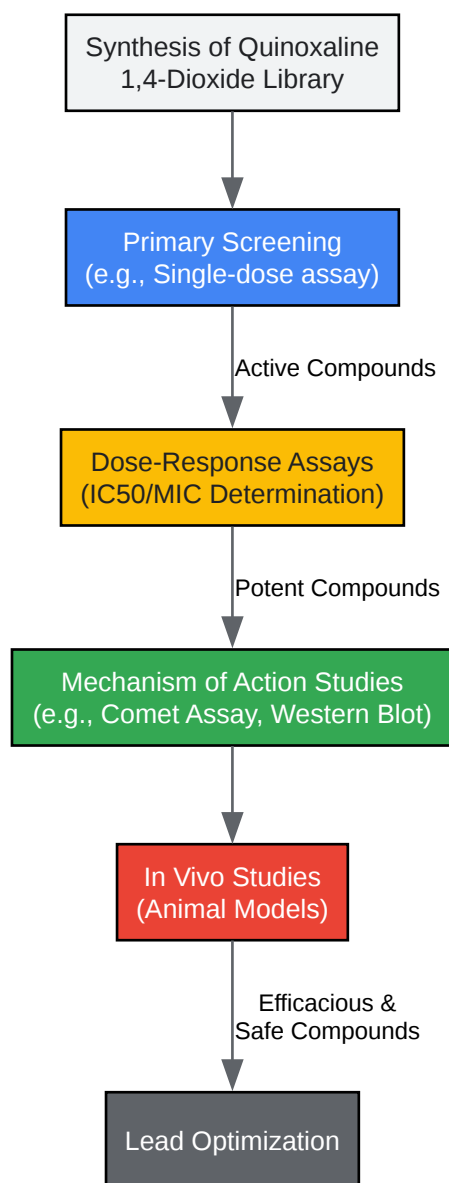 Synthesis of Quinoxaline
1,4-Dioxide Library
Primary Screening
(e.g., Single-dose assay)
Active Compounds
Dose-Response Assays
(IC50/MIC Determination)
Potent Compounds
Mechanism of Action Studies
(e.g., Comet Assay, Western Blot)
In Vivo Studies
(Animal Models)
Efficacious &
Safe Compounds
Lead Optimization